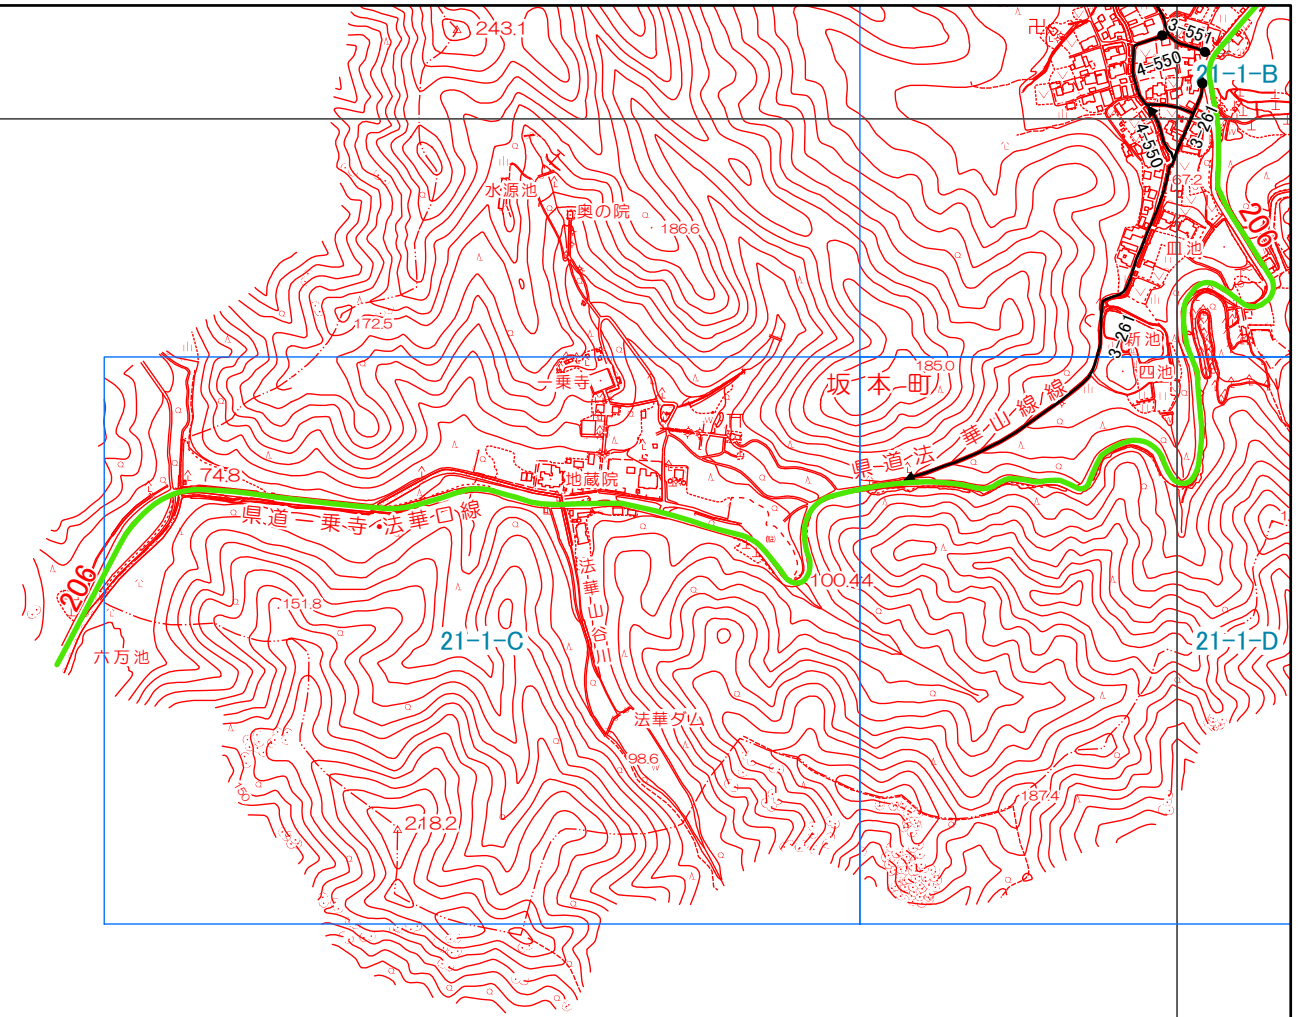 243.1
卍
3-551
4-550
21-1-B
3-261
4-550
67.2
水源池
奥の院
186.6
206
皿池
172.5
3-261
新池
一乗寺
185.0
四池
坂本町
県道法華山線線
74.8
地蔵院
県道一乗寺法華口線
206
法華山谷川
100.44
151.8
21-1-C
21-1-D
六万池
法華ダム
98.6
150
187.4
218.2